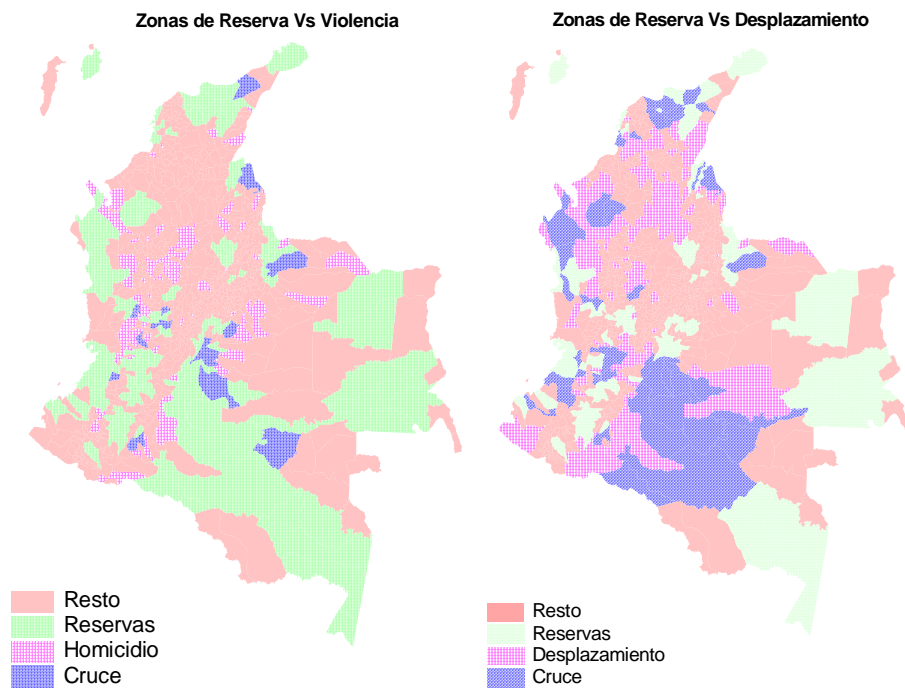 Zonas de Reserva Vs Violencia
Zonas de Reserva Vs Desplazamiento
Resto
Reservas
Homicidio
Cruce
Resto
Reservas
Desplazamiento
Cruce